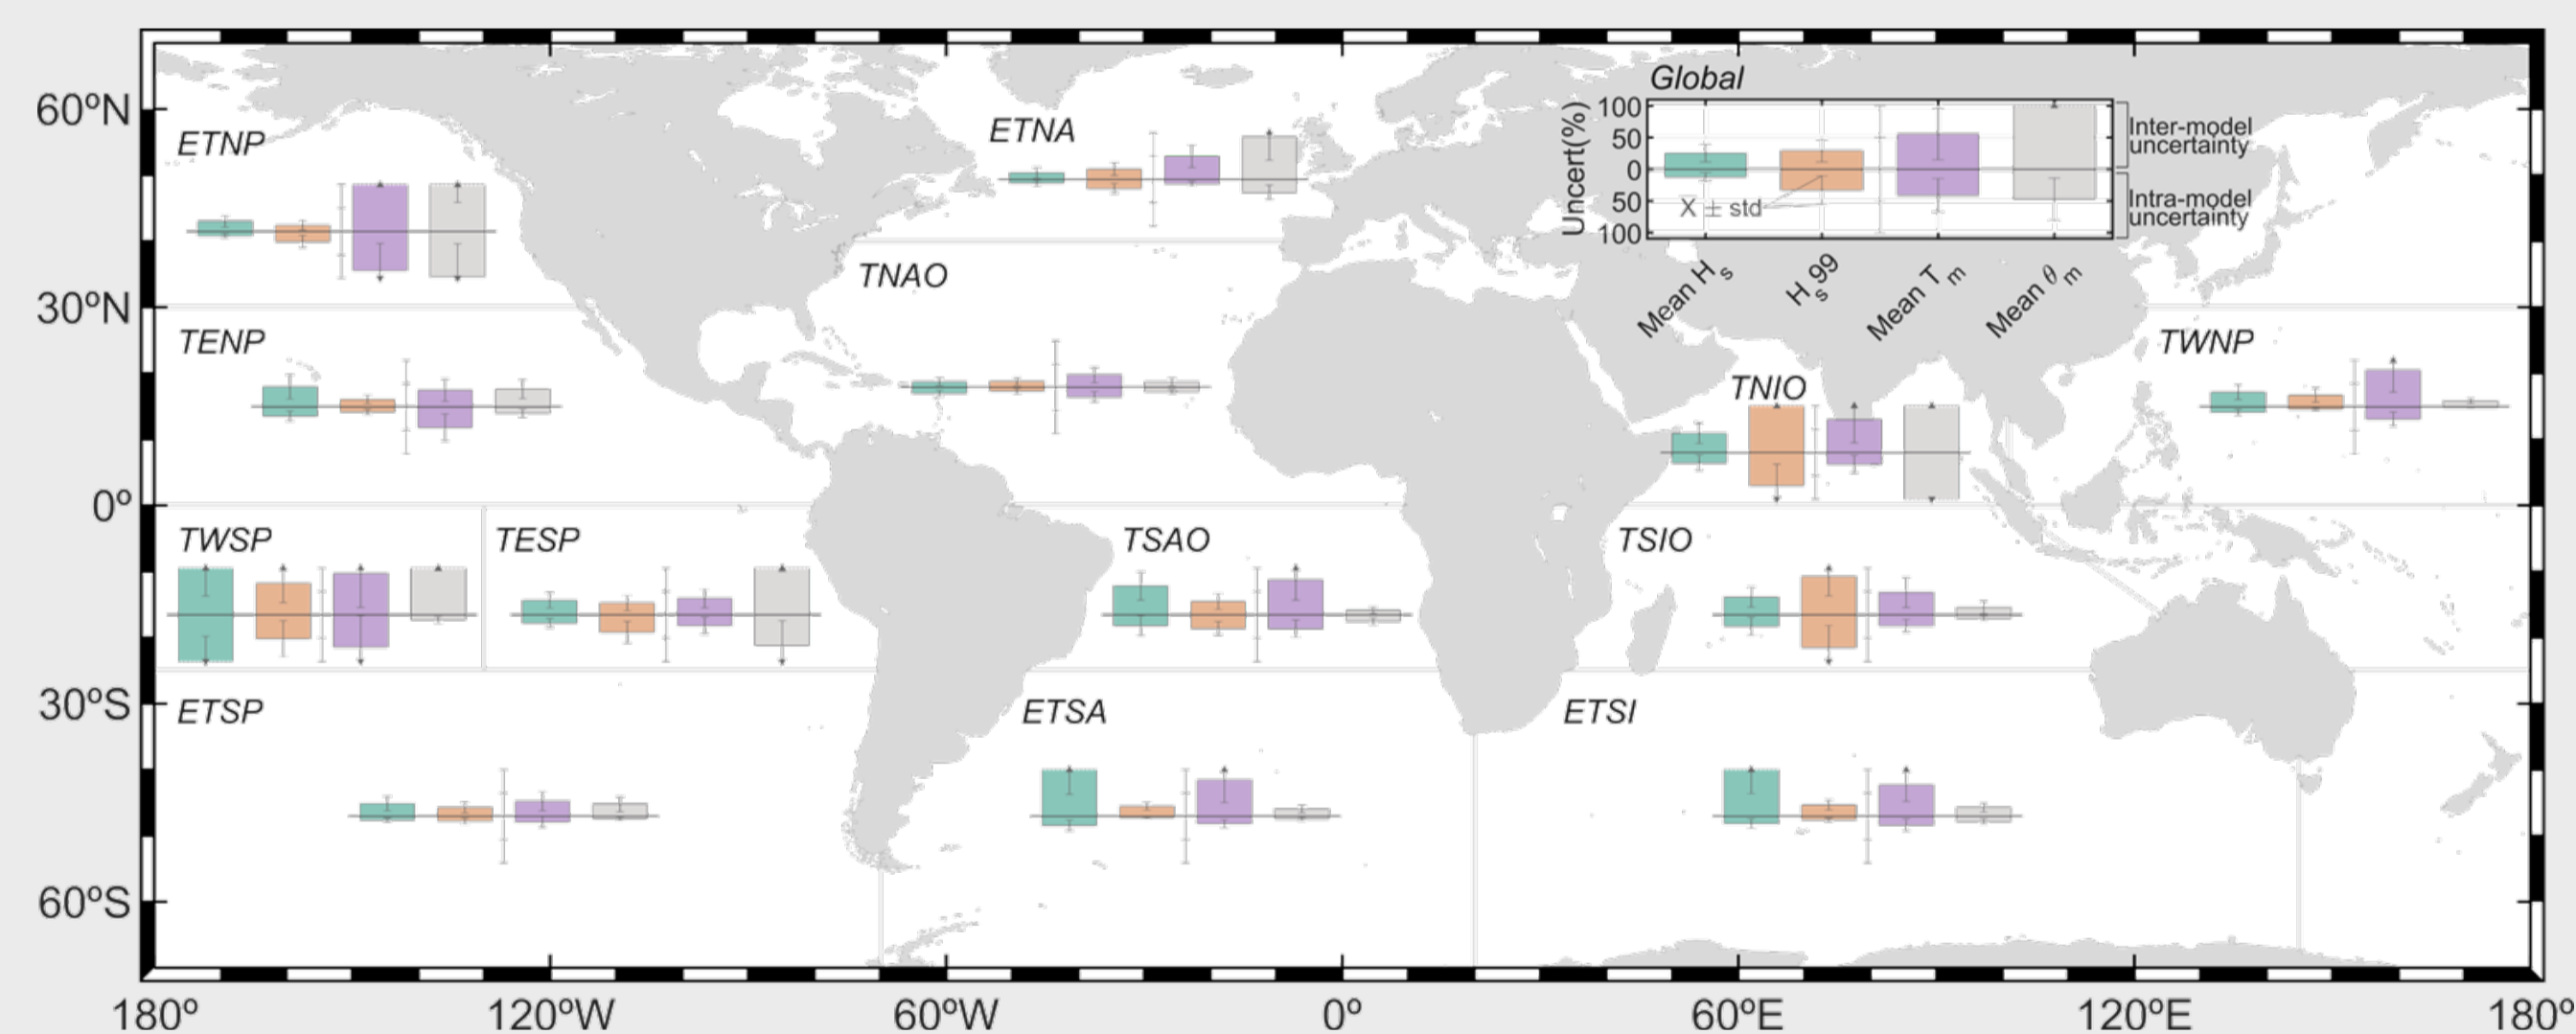 Global
60ºN
ETNP
ETNA
Uncert(%)
100
50
0
50
100
X ± std
Inter-model
uncertainty
Intra-model
uncertainty
Mean Hs
Hs99
Mean Tm
Mean θm
TNAO
30ºN
TENP
TWNP
TNIO
0º
TWSP
TESP
TSAO
TSIO
30ºS
ETSP
ETSA
ETSI
60ºS
180º
120ºW
60ºW
0º
60ºE
120ºE
180º